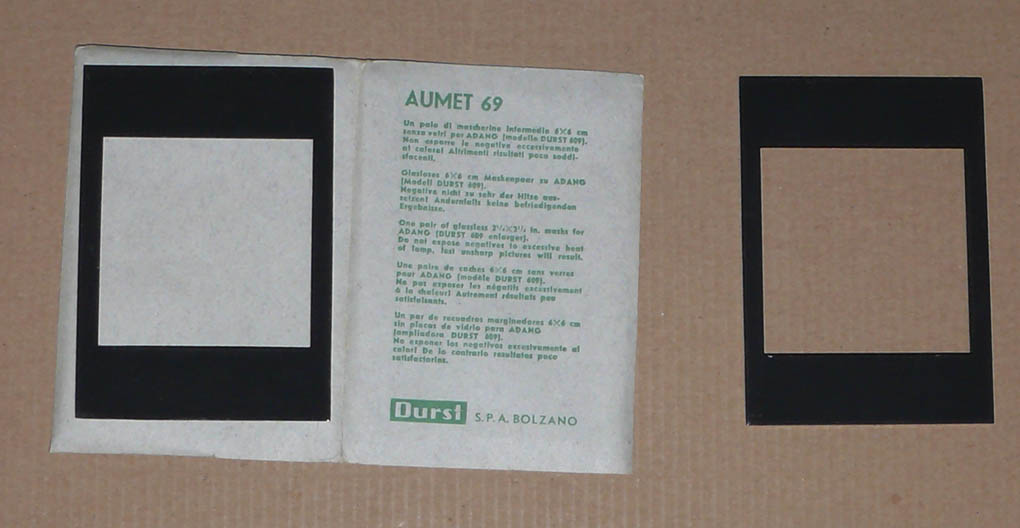 AUMET 69
Un paio di mascherine intermedie 6×6 cm
senza vetri per ADANO (modello DURST 609).
Non esporre le negative eccessivamente
al calore! Altrimenti risultati poco soddi-
sfacenti.
Glasloses 6×6 cm Maskenpaar zu ADANO
(Modell DURST 609).
Negative nicht zu sehr der Hitze aus-
setzen! Andernfalls keine befriedigenden
Ergebnisse.
One pair of glassless 2¼×2¼ in. masks for
ADANO (DURST 609 enlarger).
Do not expose negatives to excessive heat
of lamp, lest unsharp pictures will result.
Une paire de caches 6×6 cm sans verres
pour ADANO (modèle DURST 609).
Ne pas exposer les négatifs excessivement
à la chaleur! Autrement résultats peu
satisfaisants.
Un par de recuadros marginadores 6×6 cm
sin placas de vidrio para ADANO
(ampliadora DURST 609).
No exponer los negativos excesivamente al
calor! De lo contrario resultados poco
satisfactorios.
Durst S.P.A. BOLZANO